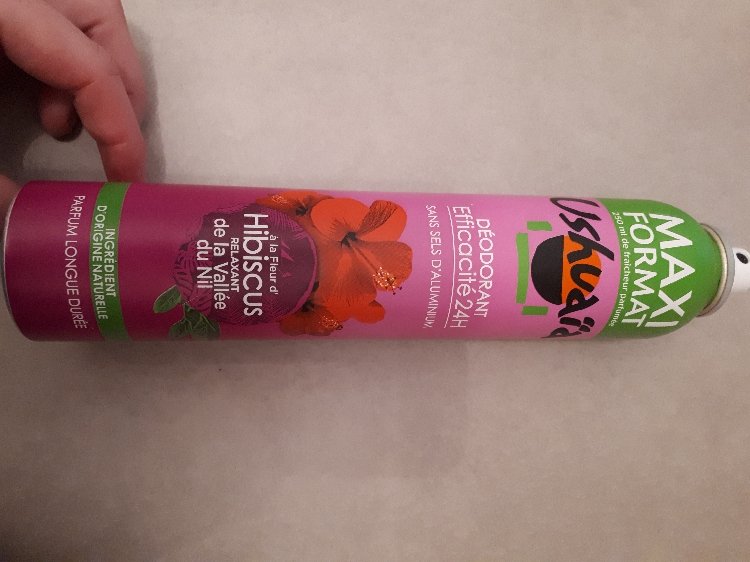 MAXI
FORMAT
250 ml de fraîcheur parfumée
Ushuaïa
DÉODORANT
Efficacité 24H
SANS SELS D'ALUMINIUM
à la Fleur d'
Hibiscus
RELAXANT
de la Vallée
du Nil
INGRÉDIENT
D'ORIGINE NATURELLE
PARFUM LONGUE DURÉE